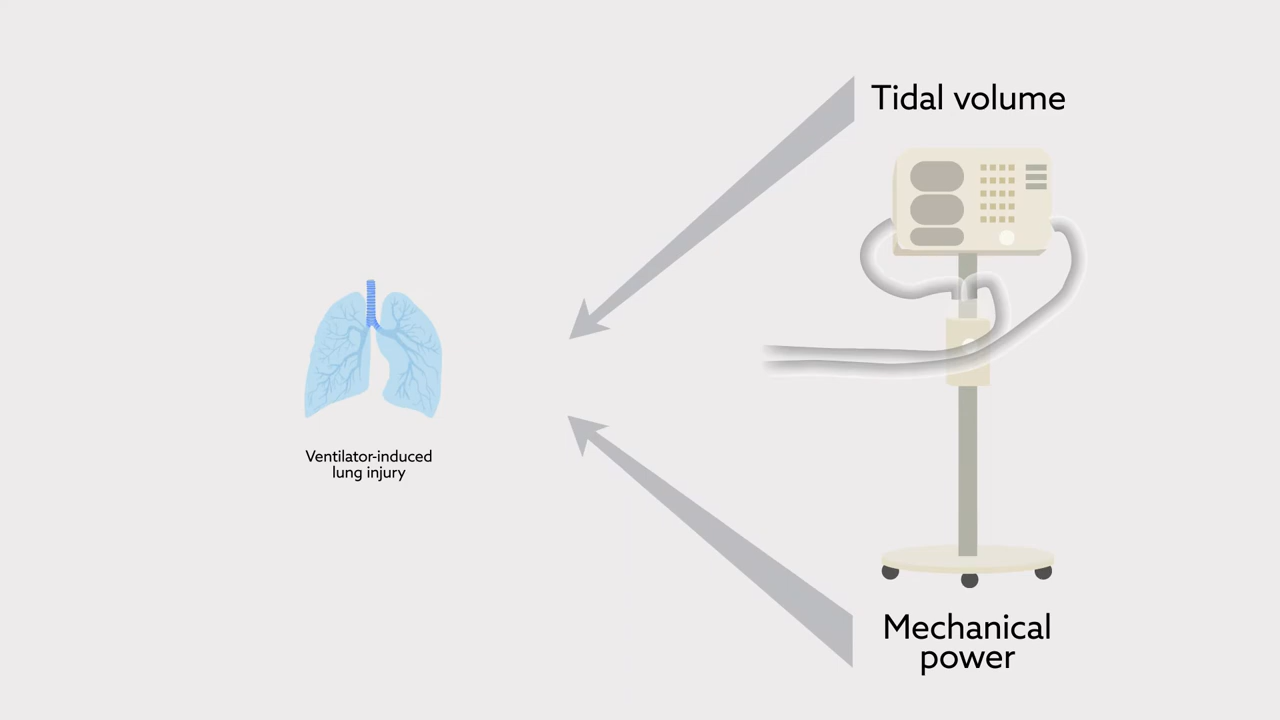 Tidal volume
Ventilator-induced
lung injury
Mechanical
power